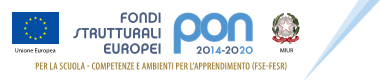 FONDI
STRUTTURALI
EUROPEI
pon
2014-2020
Unione Europea
MIUR
PER LA SCUOLA - COMPETENZE E AMBIENTI PER L'APPRENDIMENTO (FSE-FESR)